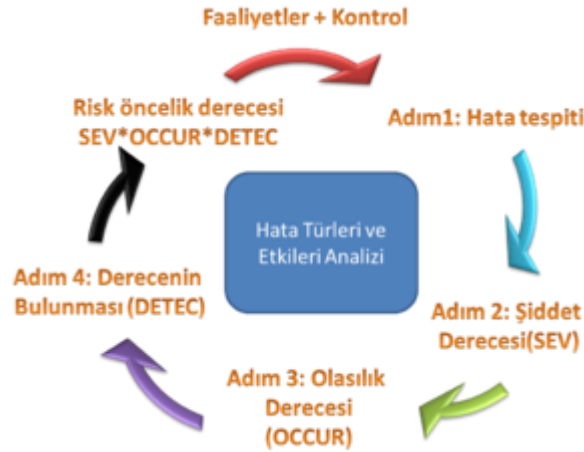 Faaliyetler + Kontrol
Adım1: Hata tespiti
Adım 2: Şiddet
Derecesi(SEV)
Adım 3: Olasılık
Derecesi
(OCCUR)
Adım 4: Derecenin
Bulunması (DETEC)
Risk öncelik derecesi
SEV*OCCUR*DETEC
Hata Türleri ve
Etkileri Analizi